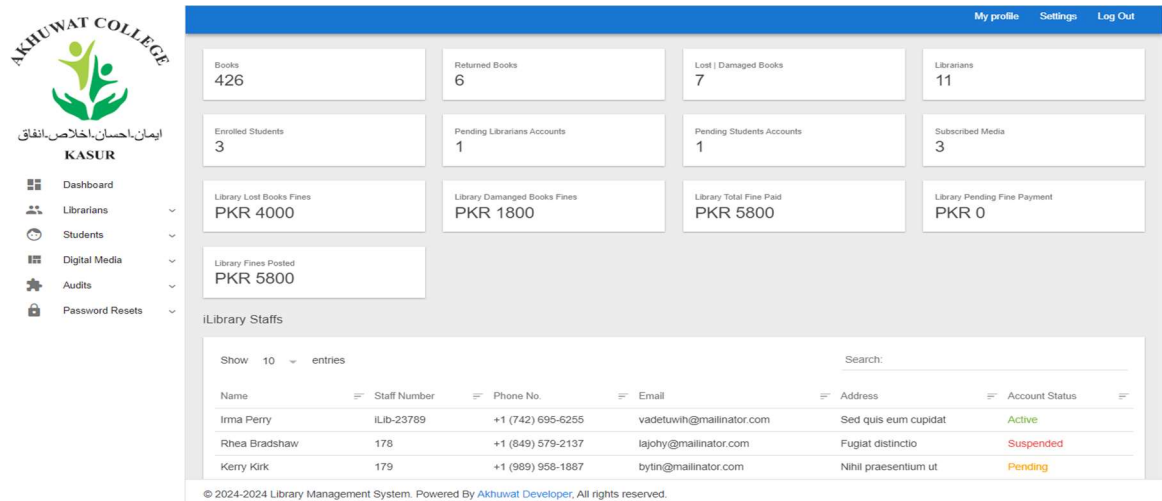 AKHUWAT COLLEGE
ایمان۔احسان۔اخلاص۔انفاق
KASUR
Dashboard
Librarians
Students
Digital Media
Audits
Password Resets
My profile Settings Log Out
Books Returned Books Lost | Damaged Books Librarians
426 6 7 11
Enrolled Students Pending Librarians Accounts Pending Students Accounts Subscribed Media
3 1 1 3
Library Lost Books Fines Library Damanged Books Fines Library Total Fine Paid Library Pending Fine Payment
PKR 4000 PKR 1800 PKR 5800 PKR 0
Library Fines Posted
PKR 5800
iLibrary Staffs
Show 10 entries Search:
Name Staff Number Phone No. Email Address Account Status
Irma Perry iLib-23789 +1 (742) 695-6255 vadetuwih@mailinator.com Sed quis eum cupidat Active
Rhea Bradshaw 178 +1 (849) 579-2137 lajohy@mailinator.com Fugiat distinctio Suspended
Kerry Kirk 179 +1 (989) 958-1887 bytin@mailinator.com Nihil praesentium ut Pending
© 2024-2024 Library Management System. Powered By Akhuwat Developer, All rights reserved.